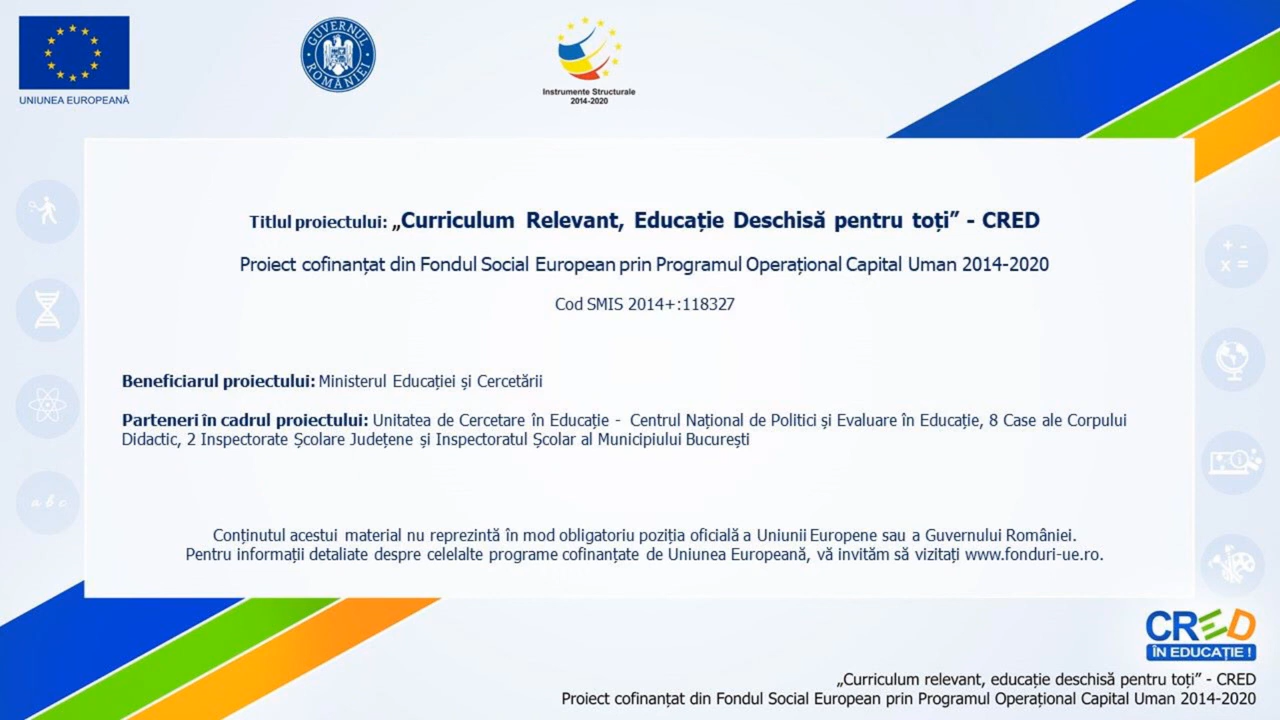 UNIUNEA EUROPEANĂ
GUVERNUL ROMÂNIEI
Instrumente Structurale
2014-2020
Titlul proiectului: „Curriculum Relevant, Educație Deschisă pentru toți” - CRED
Proiect cofinanțat din Fondul Social European prin Programul Operațional Capital Uman 2014-2020
Cod SMIS 2014+:118327
Beneficiarul proiectului: Ministerul Educației și Cercetării
Parteneri în cadrul proiectului: Unitatea de Cercetare în Educație - Centrul Național de Politici și Evaluare în Educație, 8 Case ale Corpului
Didactic, 2 Inspectorate Școlare Județene și Inspectoratul Școlar al Municipiului București
Conținutul acestui material nu reprezintă în mod obligatoriu poziția oficială a Uniunii Europene sau a Guvernului României.
Pentru informații detaliate despre celelalte programe cofinanțate de Uniunea Europeană, vă invităm să vizitați www.fonduri-ue.ro.
+ -
x =
a b c
CRED
ÎN EDUCAȚIE !
„Curriculum relevant, educație deschisă pentru toți” - CRED
Proiect cofinanțat din Fondul Social European prin Programul Operațional Capital Uman 2014-2020